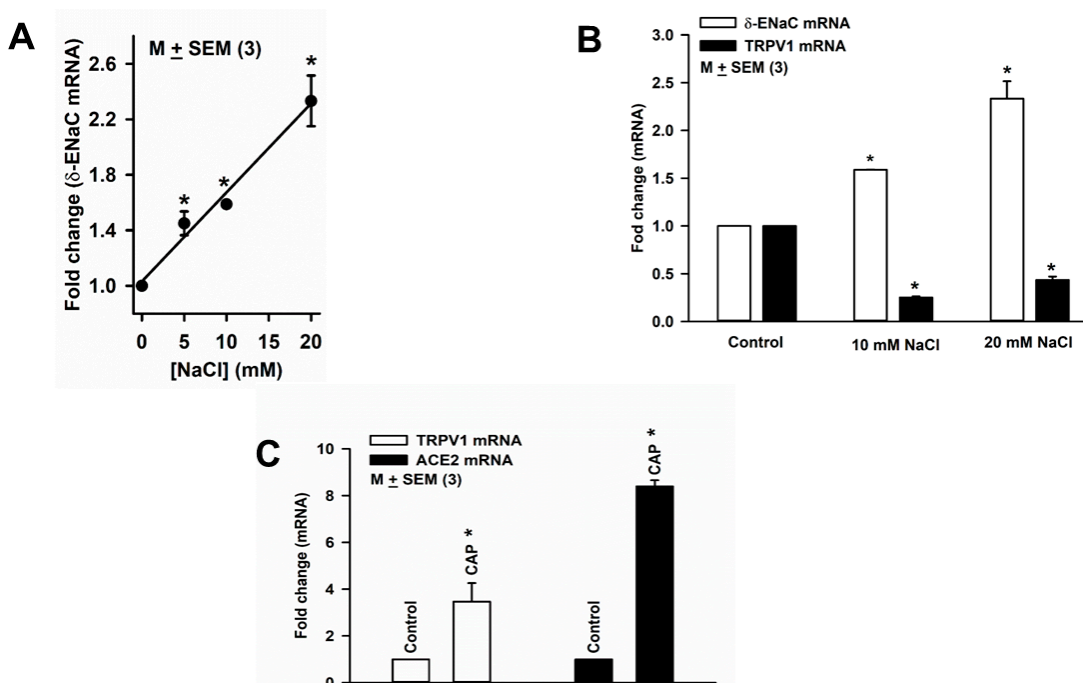 A
M ± SEM (3)
Fold change (δ-ENaC mRNA)
2.6
2.2
1.8
1.4
1.0
*
*
*
0 5 10 15 20
[NaCl] (mM)
B
δ-ENaC mRNA
TRPV1 mRNA
M ± SEM (3)
Fod change (mRNA)
3.0
2.5
2.0
1.5
1.0
0.5
0.0
*
*
*
*
Control 10 mM NaCl 20 mM NaCl
C
TRPV1 mRNA
ACE2 mRNA
M ± SEM (3)
Fold change (mRNA)
10
8
6
4
2
0
Control
CAP *
Control
CAP *